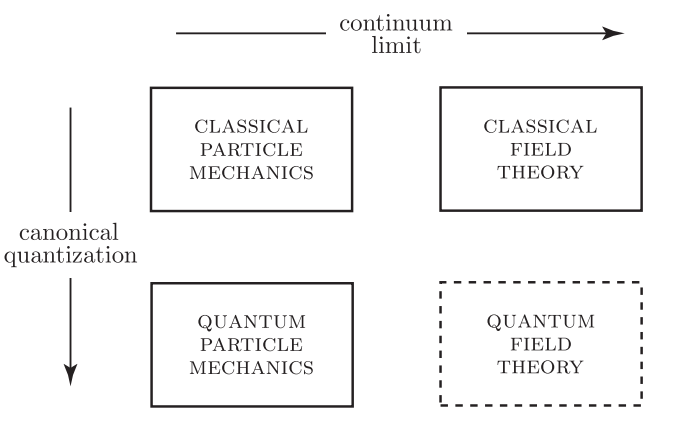 continuum
limit
CLASSICAL
PARTICLE
MECHANICS
CLASSICAL
FIELD
THEORY
canonical
quantization
QUANTUM
PARTICLE
MECHANICS
QUANTUM
FIELD
THEORY